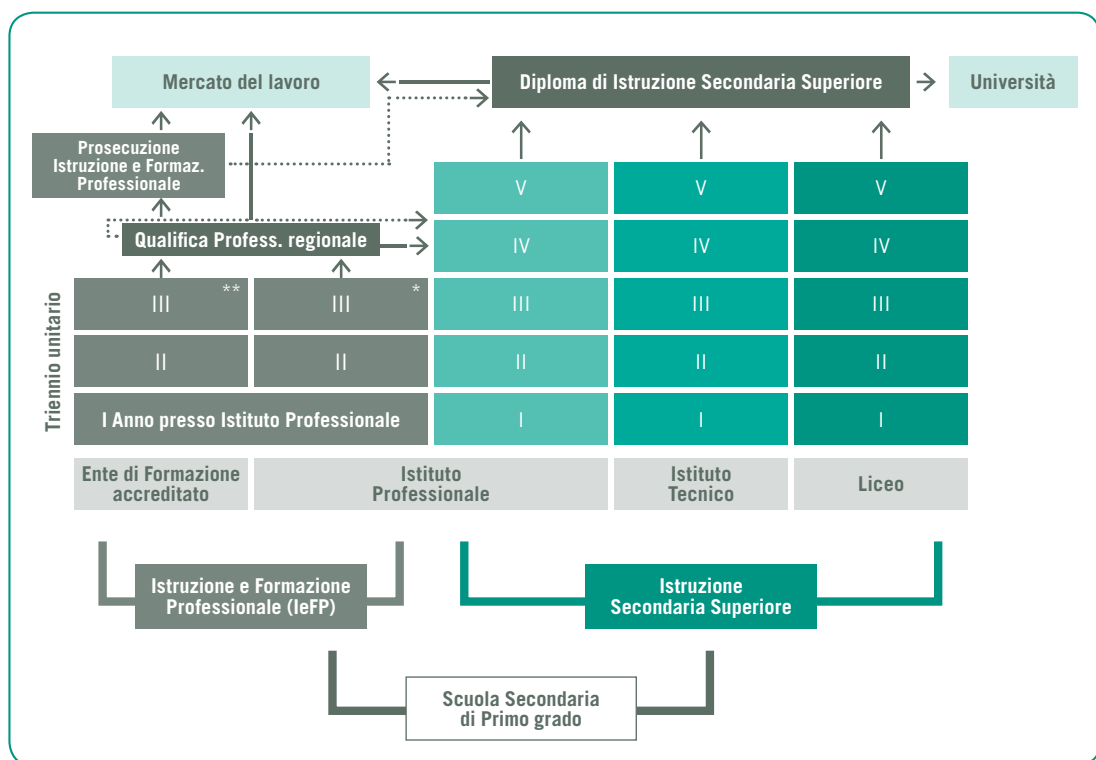 Mercato del lavoro
Diploma di Istruzione Secondaria Superiore
Università
Prosecuzione
Istruzione e Formaz.
Professionale
Qualifica Profess. regionale
V
V
V
IV
IV
IV
Triennio unitario
III **
III *
III
III
III
II
II
II
II
II
I Anno presso Istituto Professionale
I
I
I
Ente di Formazione
accreditato
Istituto
Professionale
Istituto
Tecnico
Liceo
Istruzione e Formazione
Professionale (IeFP)
Istruzione
Secondaria Superiore
Scuola Secondaria
di Primo grado